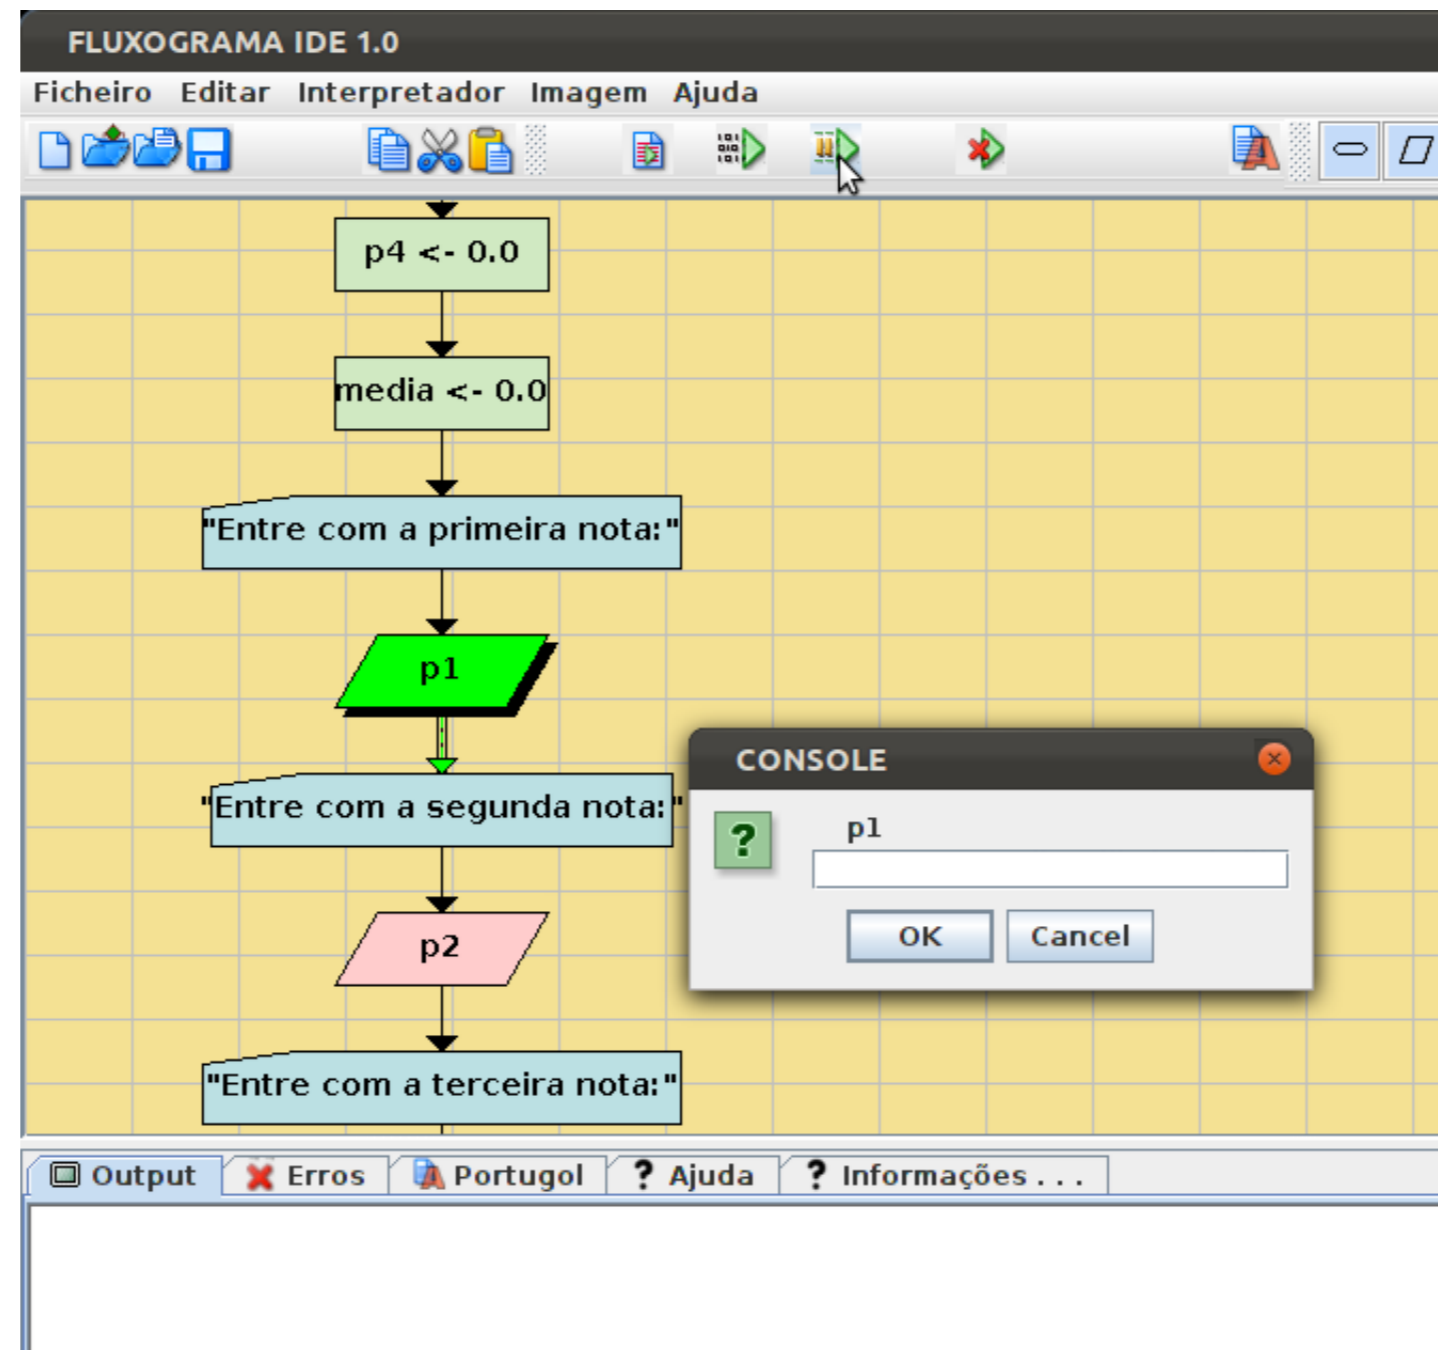 FLUXOGRAMA IDE 1.0
Ficheiro Editar Interpretador Imagem Ajuda
p4 <- 0.0
media <- 0.0
"Entre com a primeira nota:"
p1
"Entre com a segunda nota:"
p2
"Entre com a terceira nota:"
CONSOLE
p1
OK Cancel
Output Erros Portugol ? Ajuda ? Informações . . .